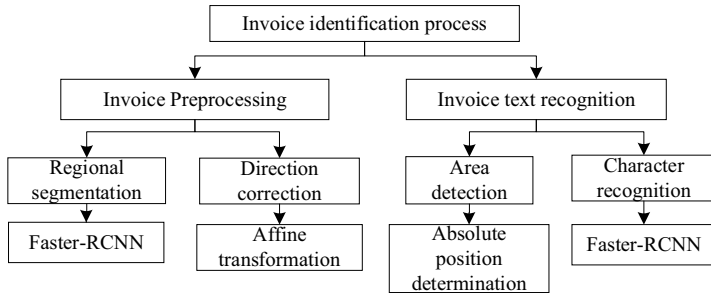 Invoice identification process
Invoice Preprocessing
Invoice text recognition
Regional
segmentation
Direction
correction
Area
detection
Character
recognition
Faster-RCNN
Affine
transformation
Absolute
position
determination
Faster-RCNN